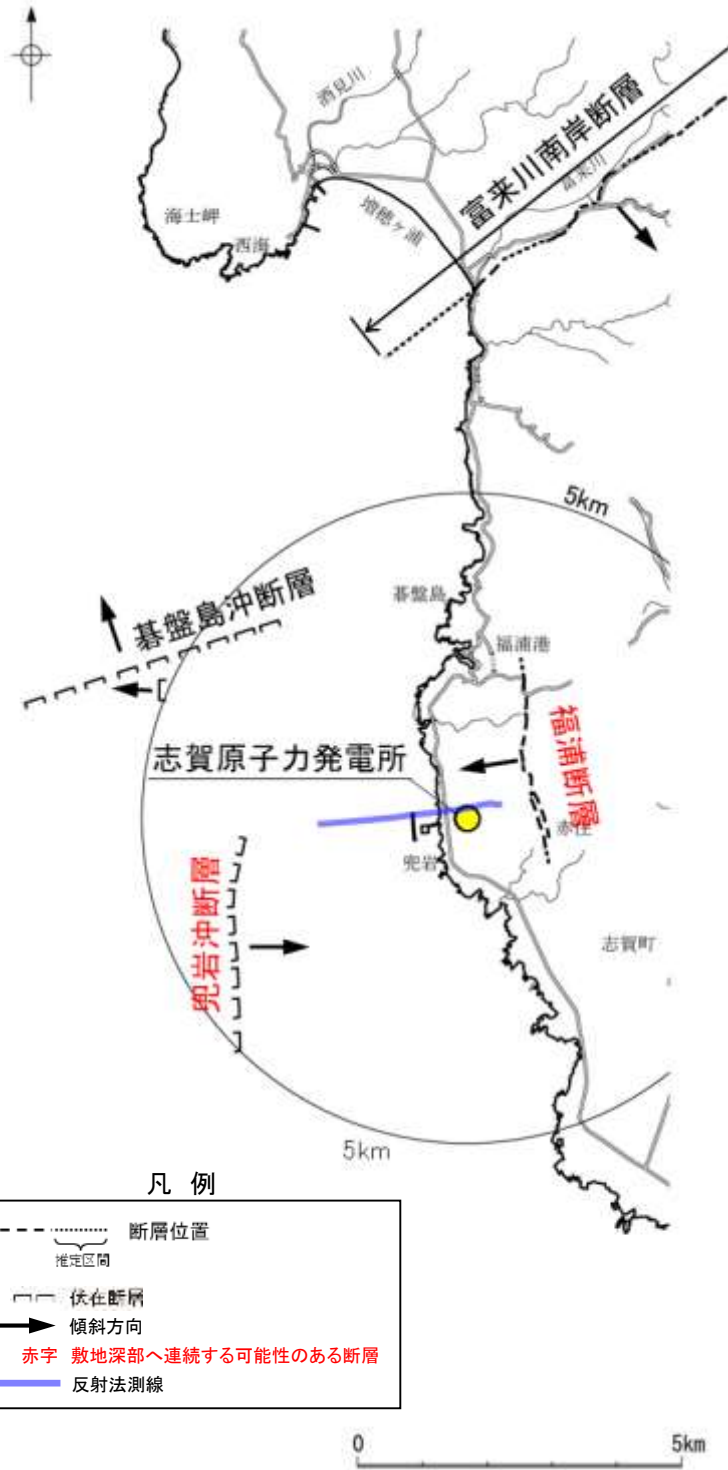 酒見川
富来川南岸断層
富来川
海士岬
西海
増穂ヶ浦
5km
碁盤島沖断層
碁盤島
福浦港
志賀原子力発電所
福浦断層
赤住
兜岩
兜岩沖断層
志賀町
5km
凡 例
断層位置
推定区間
伏在断層
傾斜方向
赤字 敷地深部へ連続する可能性のある断層
反射法測線
0 5km